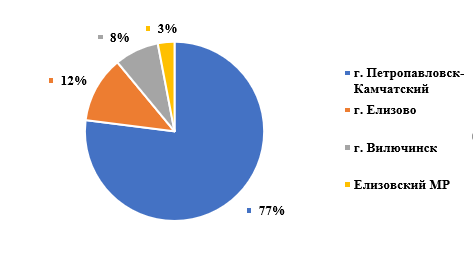 3%
8%
12%
г. Петропавловск-
Камчатский
г. Елизово
г. Вилючинск
Елизовский МР
77%